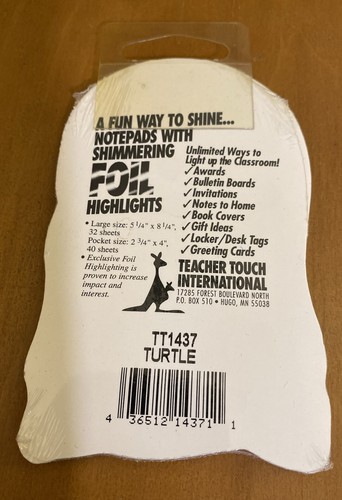 A FUN WAY TO SHINE...
NOTEPADS WITH
SHIMMERING
FOIL
HIGHLIGHTS
• Large size: 5 1/4" x 8 1/4",
32 sheets
Pocket size: 2 3/4" x 4",
40 sheets
• Exclusive Foil
Highlighting is
proven to increase
impact and
interest.
Unlimited Ways to
Light up the Classroom!
✓Awards
✓Bulletin Boards
✓Invitations
✓Notes to Home
✓Book Covers
✓Gift Ideas
✓Locker/Desk Tags
✓Greeting Cards
TEACHER TOUCH
INTERNATIONAL
17285 FOREST BOULEVARD NORTH
P.O. BOX 510 • HUGO, MN 55038
TT1437
TURTLE
4 36512 14371 1